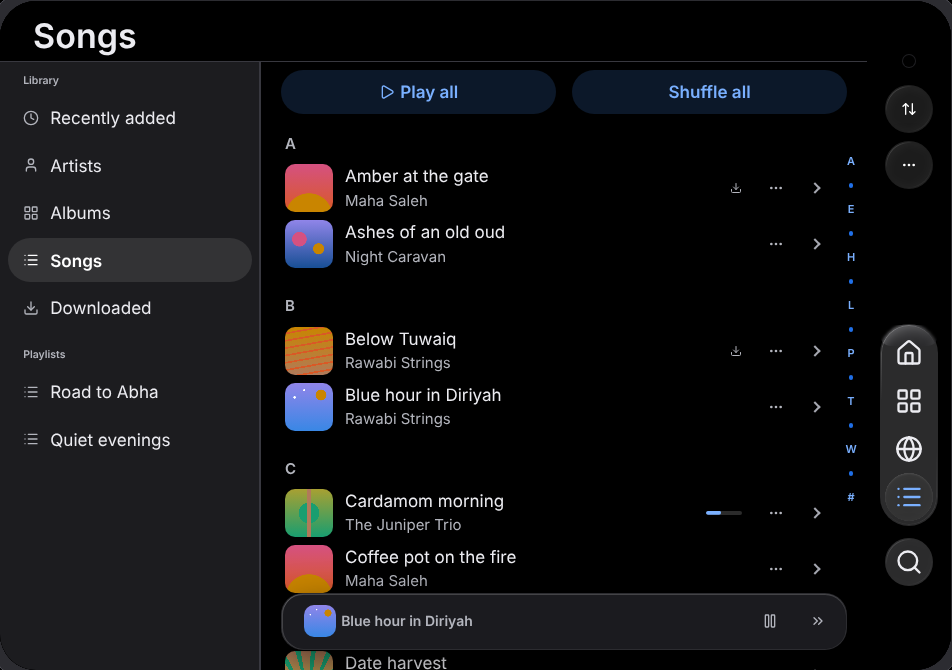 Songs
Library
Recently added
Artists
Albums
Songs
Downloaded
Playlists
Road to Abha
Quiet evenings
Play all
Shuffle all
A
Amber at the gate
Maha Saleh
Ashes of an old oud
Night Caravan
B
Below Tuwaiq
Rawabi Strings
Blue hour in Diriyah
Rawabi Strings
C
Cardamom morning
The Juniper Trio
Coffee pot on the fire
Maha Saleh
Blue hour in Diriyah
Date harvest
A
E
H
L
P
T
W
#